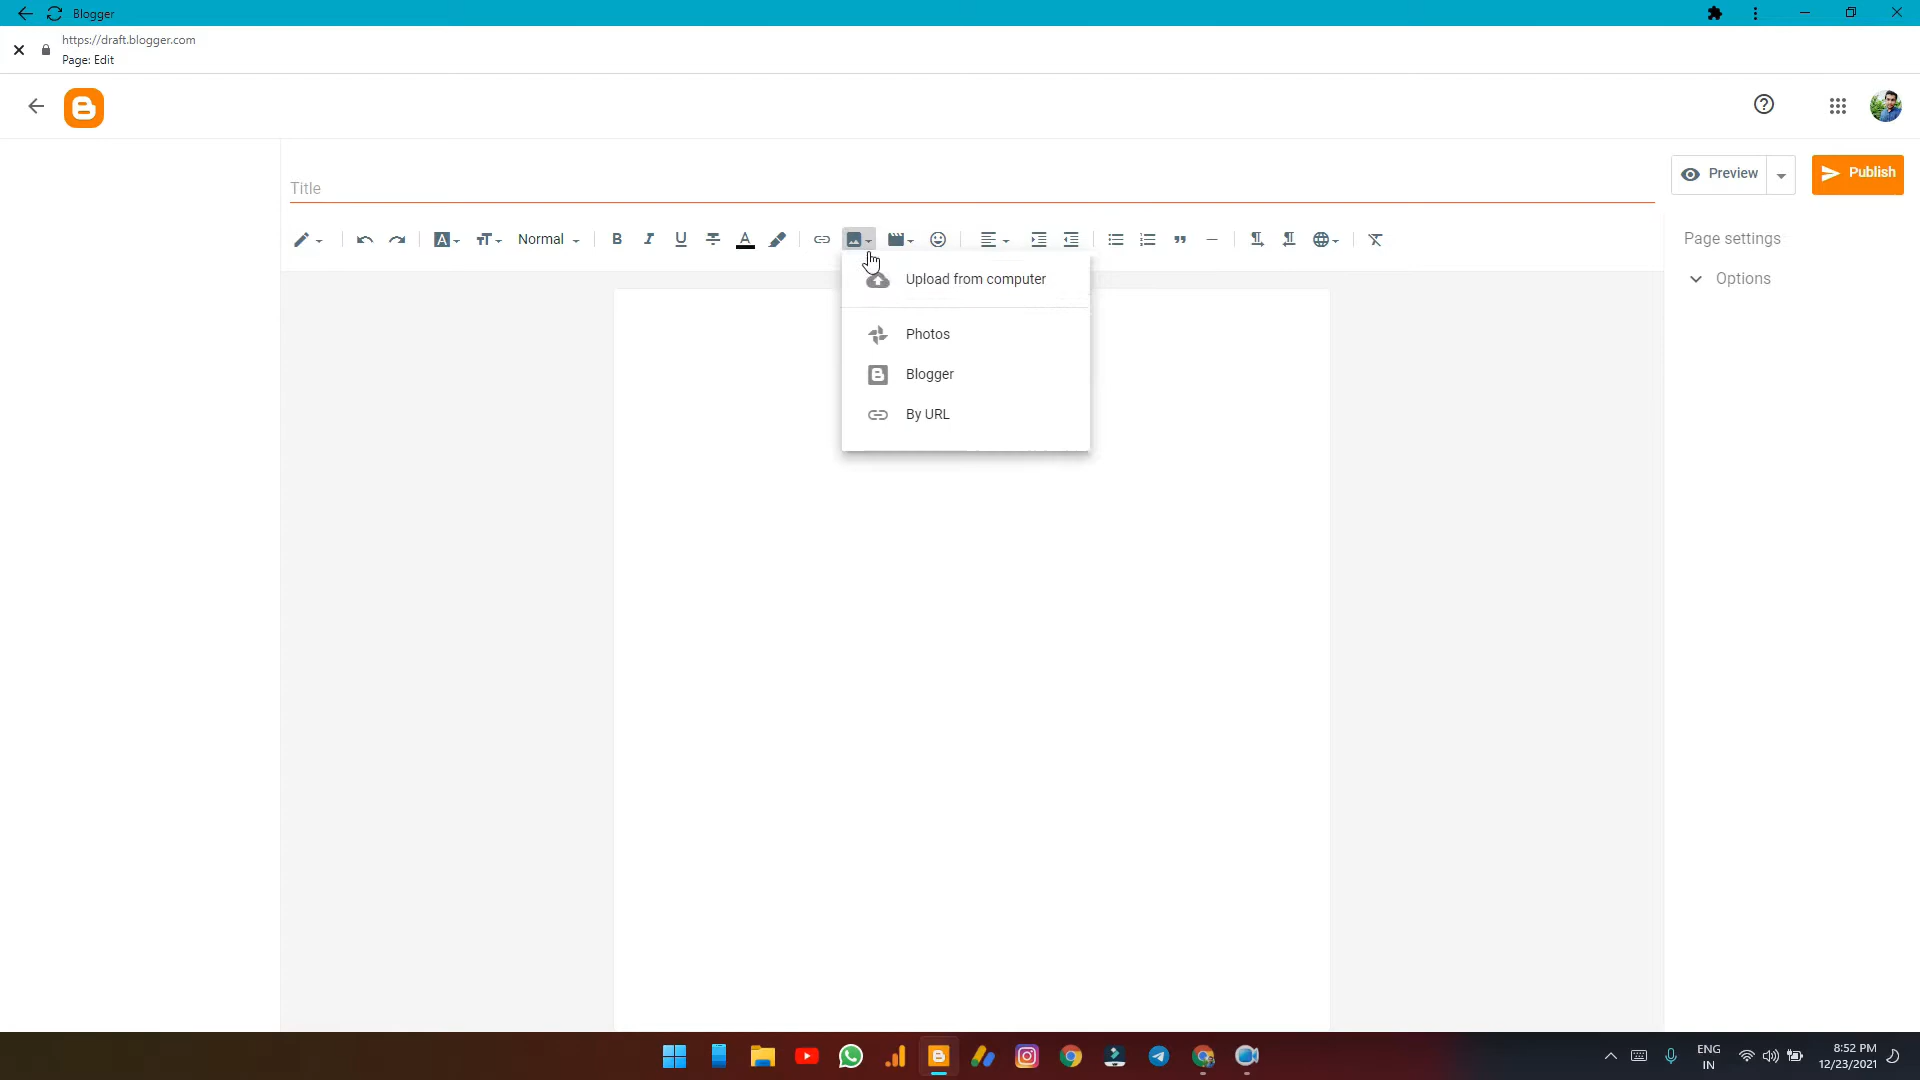 Blogger
https://draft.blogger.com
Page: Edit
Title
Preview
Publish
Normal
B I U A
Page settings
Options
Upload from computer
Photos
Blogger
By URL
ENG
IN
8:52 PM
12/23/2021